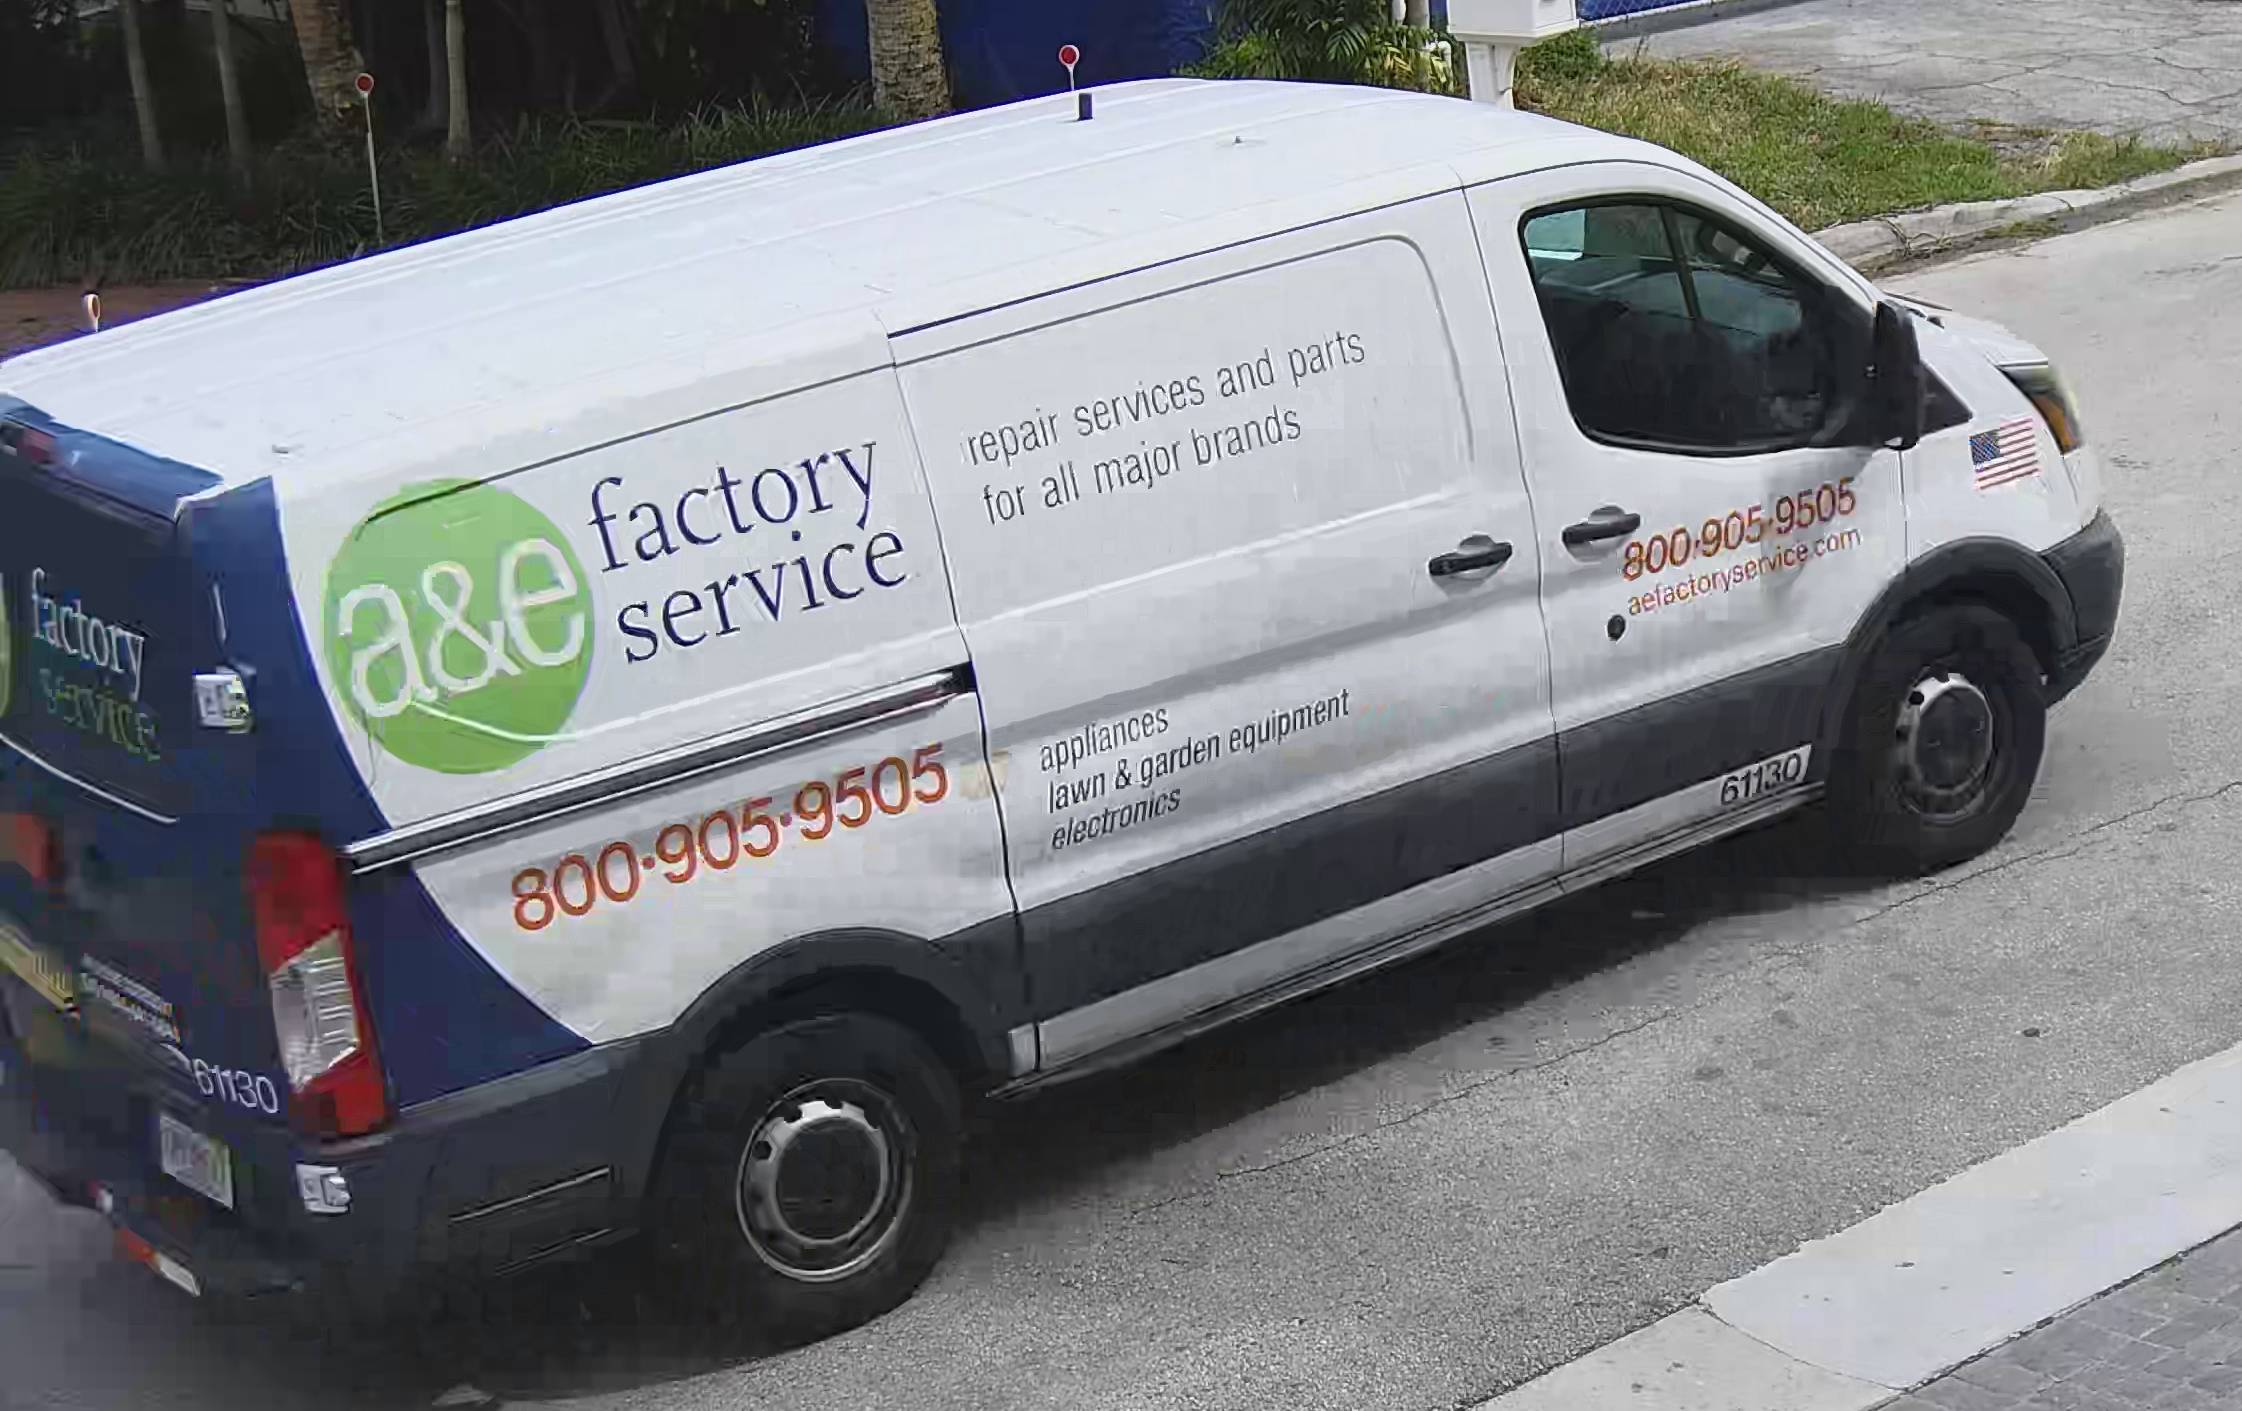 a&e
factory
service
repair services and parts
for all major brands
800·905·9505
aefactoryservice.com
800·905·9505
appliances
lawn & garden equipment
electronics
61130
factory
service
61130